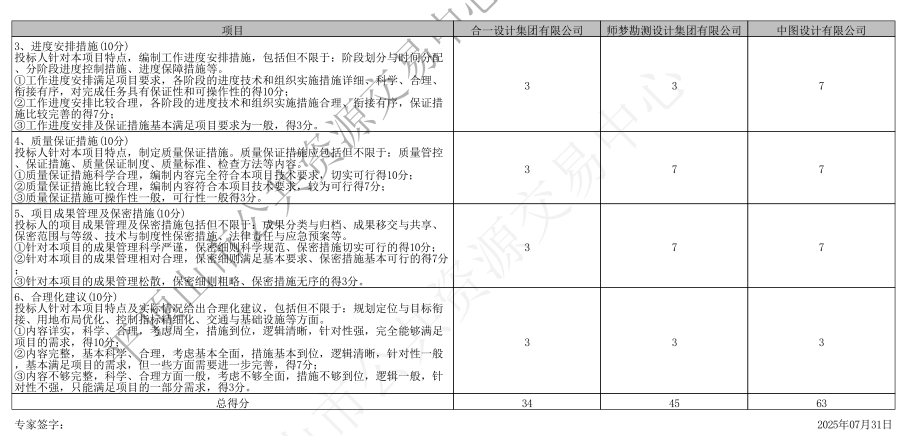 项目 合一设计集团有限公司 师梦勘测设计集团有限公司 中图设计有限公司
3、进度安排措施(10分)
投标人针对本项目特点，编制工作进度安排措施，包括但不限于：阶段划分与时间分配
、分阶段进度控制措施、进度保障措施等。
①工作进度安排满足项目要求，各阶段的进度技术和组织实施措施详细、科学、合理、
衔接有序，对完成任务具有保证性和可操作性的得10分；
②工作进度安排比较合理，各阶段的进度技术和组织实施措施合理、衔接有序，保证措
施比较完善的得7分；
③工作进度安排及保证措施基本满足项目要求为一般，得3分。
3 3 7
4、质量保证措施(10分)
投标人针对本项目特点，制定质量保证措施。质量保证措施应包括但不限于：质量管控
、保证措施、质量保证制度、质量标准、检查方法等内容。
①质量保证措施科学合理，编制内容完全符合本项目技术要求，切实可行得10分；
②质量保证措施比较合理，编制内容符合本项目技术要求，较为可行得7分；
③质量保证措施可操作性一般，可行性一般得3分。
3 7 7
5、项目成果管理及保密措施(10分)
投标人的项目成果管理及保密措施包括但不限于：成果分类与归档、成果移交与共享、
保密范围与等级、技术与制度性保密措施、法律责任与应急预案等。
①针对本项目的成果管理科学严谨，保密细则科学规范、保密措施切实可行的得10分；
②针对本项目的成果管理相对合理，保密细则满足基本要求、保密措施基本可行的得7分
；
③针对本项目的成果管理松散，保密细则粗略、保密措施无序的得3分。
3 7 7
6、合理化建议(10分)
投标人针对本项目特点及实际情况给出合理化建议，包括但不限于：规划定位与目标衔
接、用地布局优化、控制指标精细化、交通与基础设施等方面。
①内容详实，科学、合理，考虑周全，措施到位，逻辑清晰，针对性强，完全能够满足
项目的需求，得10分；
②内容完整，基本科学、合理，考虑基本全面，措施基本到位，逻辑清晰，针对性一般
，基本满足项目的需求，但一些方面需要进一步完善，得7分；
③内容不够完整，科学、合理方面一般，考虑不够全面，措施不够到位，逻辑一般，针
对性不强，只能满足项目的一部分需求，得3分。
3 3 3
总得分 34 45 63
专家签字： 2025年07月31日
平顶山市公共资源交易中心
山市公共资源交易中心